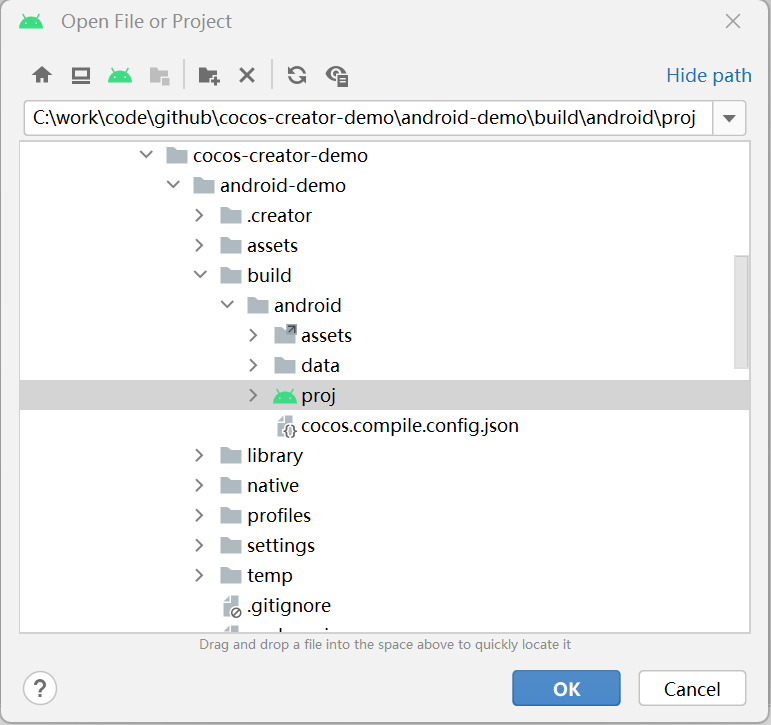 Open File or Project
Hide path
C:\work\code\github\cocos-creator-demo\android-demo\build\android\proj
cocos-creator-demo
android-demo
.creator
assets
build
android
assets
data
proj
cocos.compile.config.json
library
native
profiles
settings
temp
.gitignore
Drag and drop a file into the space above to quickly locate it
?
OK
Cancel